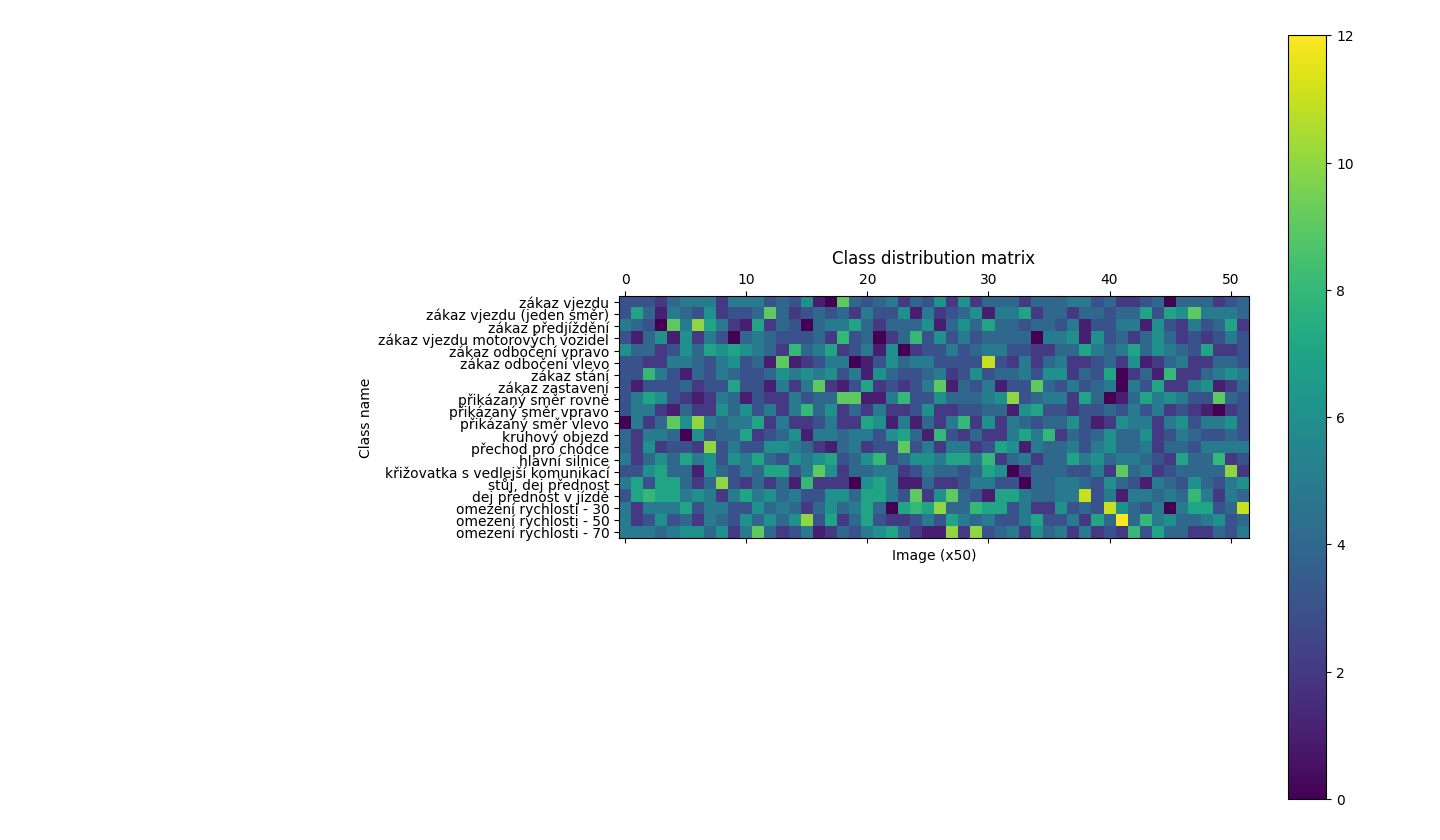 Class distribution matrix
0 10 20 30 40 50
zákaz vjezdu
zákaz vjezdu (jeden směr)
zákaz předjíždění
zákaz vjezdu motorových vozidel
zákaz odbočení vpravo
zákaz odbočení vlevo
zákaz stání
zákaz zastavení
přikázaný směr rovně
přikázaný směr vpravo
přikázaný směr vlevo
kruhový objezd
přechod pro chodce
hlavní silnice
křižovatka s vedlejší komunikací
stůj, dej přednost
dej přednost v jízdě
omezení rychlosti - 30
omezení rychlosti - 50
omezení rychlosti - 70
Class name
Image (x50)
12
10
8
6
4
2
0